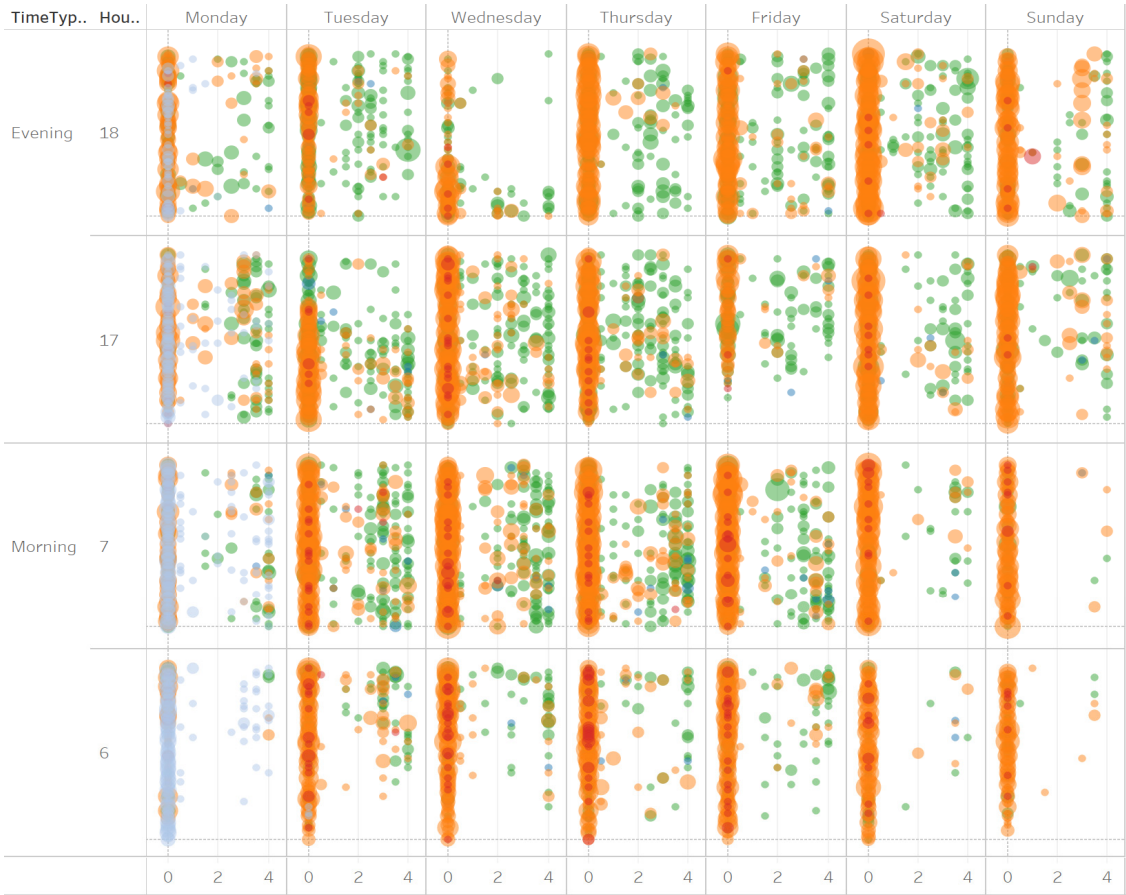 TimeTyp.. Hou.. Monday Tuesday Wednesday Thursday Friday Saturday Sunday
Evening 18
17
Morning 7
6
0 2 4 0 2 4 0 2 4 0 2 4 0 2 4 0 2 4 0 2 4